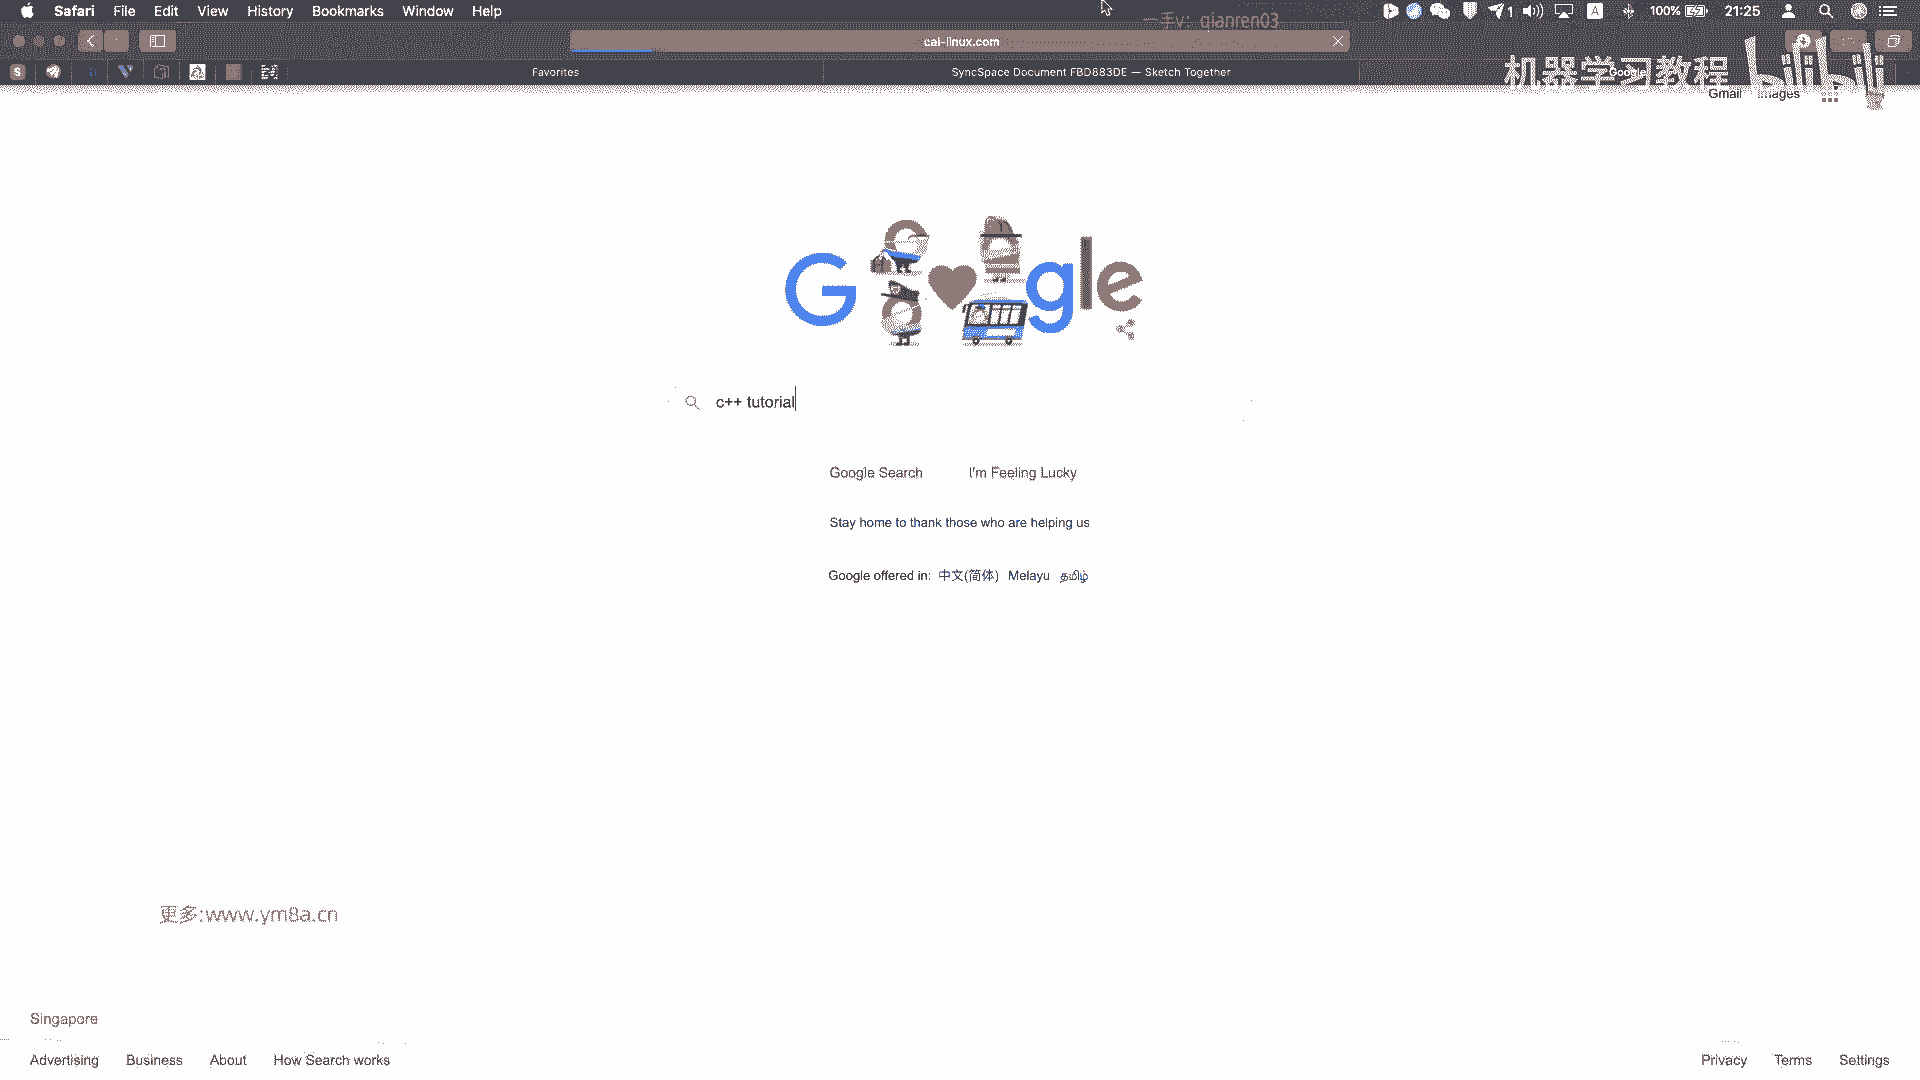 Safari File Edit View History Bookmarks Window Help
1 A 100% 21:25
一手v: qianren03
cai-linux.com
S
Favorites
SyncSpace Document FBD883DE — Sketch Together
Google
机器学习教程 bilibili
Gmail Images
Google
c++ tutorial
Google Search I'm Feeling Lucky
Stay home to thank those who are helping us
Google offered in: 中文(简体) Melayu தமிழ்
更多:www.ym8a.cn
Singapore
Advertising Business About How Search works
Privacy Terms Settings